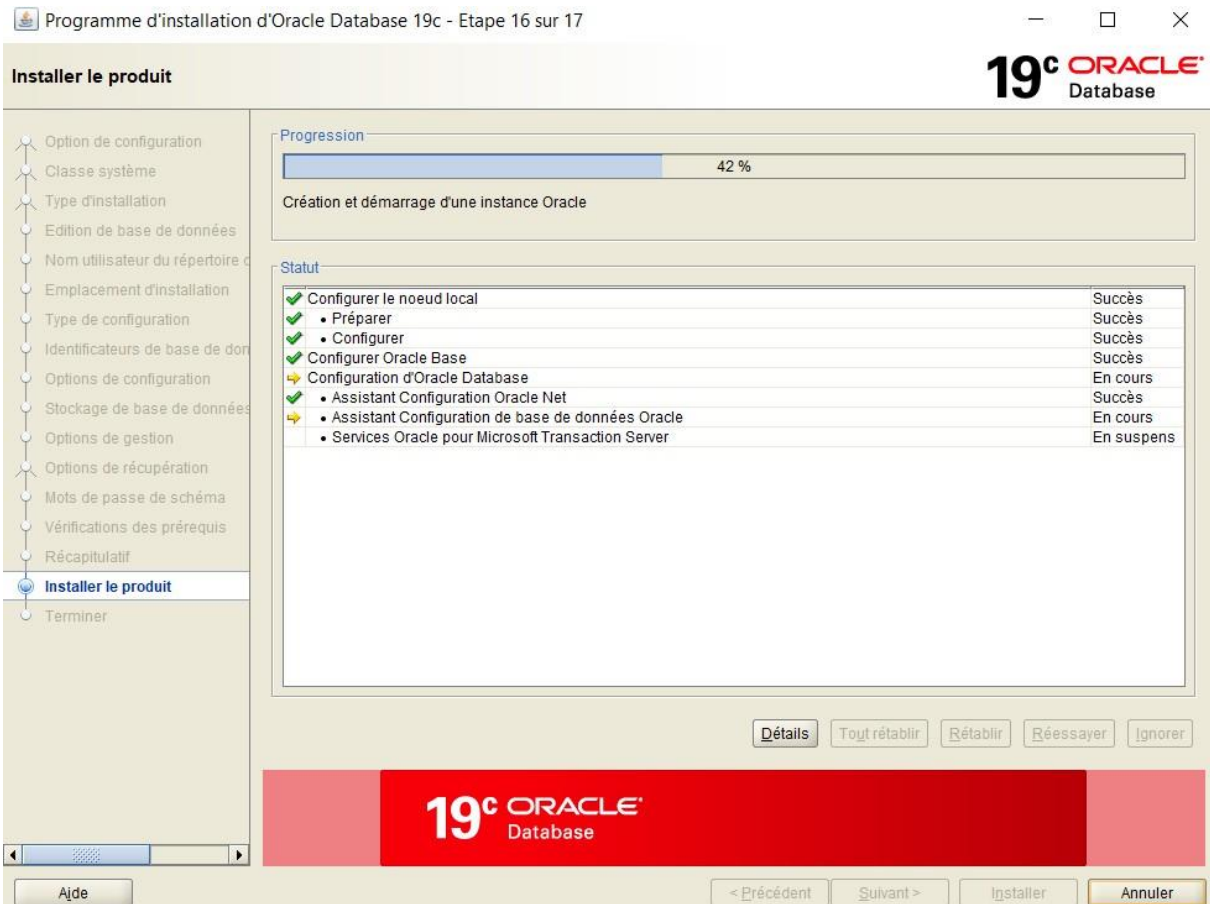 Programme d'installation d'Oracle Database 19c - Etape 16 sur 17
Installer le produit
19c ORACLE
Database
Option de configuration
Classe système
Type d'installation
Edition de base de données
Nom utilisateur du répertoire
Emplacement d'installation
Type de configuration
Identificateurs de base de
Options de configuration
Stockage de base de données
Options de gestion
Options de récupération
Mots de passe de schéma
Vérifications des prérequis
Récapitulatif
Installer le produit
Terminer
Progression
42 %
Création et démarrage d'une instance Oracle
Statut
Configurer le noeud local Succès
• Préparer Succès
• Configurer Succès
Configurer Oracle Base Succès
Configuration d'Oracle Database En cours
• Assistant Configuration Oracle Net Succès
• Assistant Configuration de base de données Oracle En cours
• Services Oracle pour Microsoft Transaction Server En suspens
Détails Tout rétablir Rétablir Réessayer Ignorer
19c ORACLE
Database
Aide < Précédent Suivant > Installer Annuler